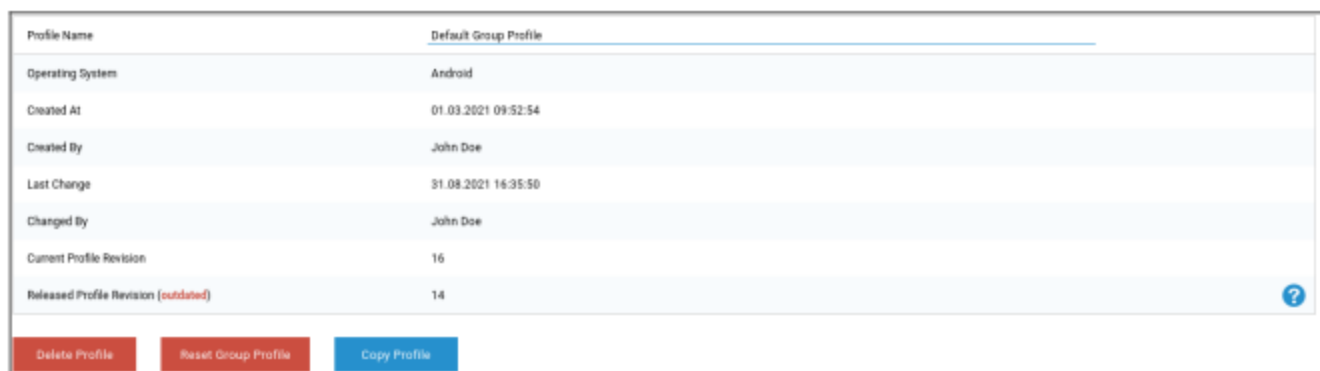 Profile Name Default Group Profile
Operating System Android
Created At 01.03.2021 09:52:54
Created By John Doe
Last Change 31.08.2021 16:35:50
Changed By John Doe
Current Profile Revision 16
Released Profile Revision (outdated) 14 ?
Delete Profile Reset Group Profile Copy Profile